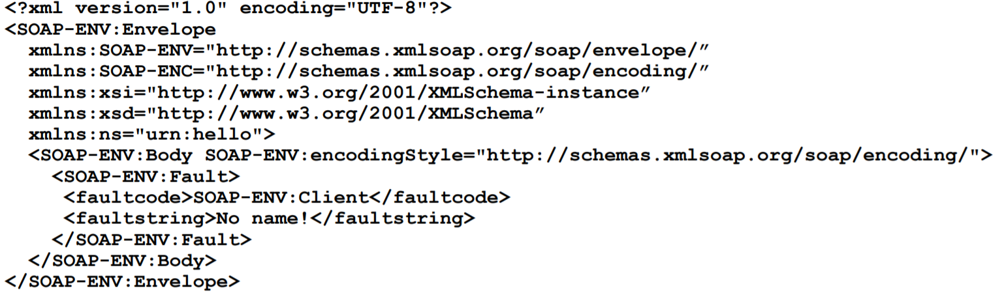 <?xml version="1.0" encoding="UTF-8"?>
<SOAP-ENV:Envelope
xmlns:SOAP-ENV="http://schemas.xmlsoap.org/soap/envelope/”
xmlns:SOAP-ENC="http://schemas.xmlsoap.org/soap/encoding/”
xmlns:xsi="http://www.w3.org/2001/XMLSchema-instance”
xmlns:xsd="http://www.w3.org/2001/XMLSchema”
xmlns:ns="urn:hello">
<SOAP-ENV:Body SOAP-ENV:encodingStyle="http://schemas.xmlsoap.org/soap/encoding/">
<SOAP-ENV:Fault>
<faultcode>SOAP-ENV:Client</faultcode>
<faultstring>No name!</faultstring>
</SOAP-ENV:Fault>
</SOAP-ENV:Body>
</SOAP-ENV:Envelope>